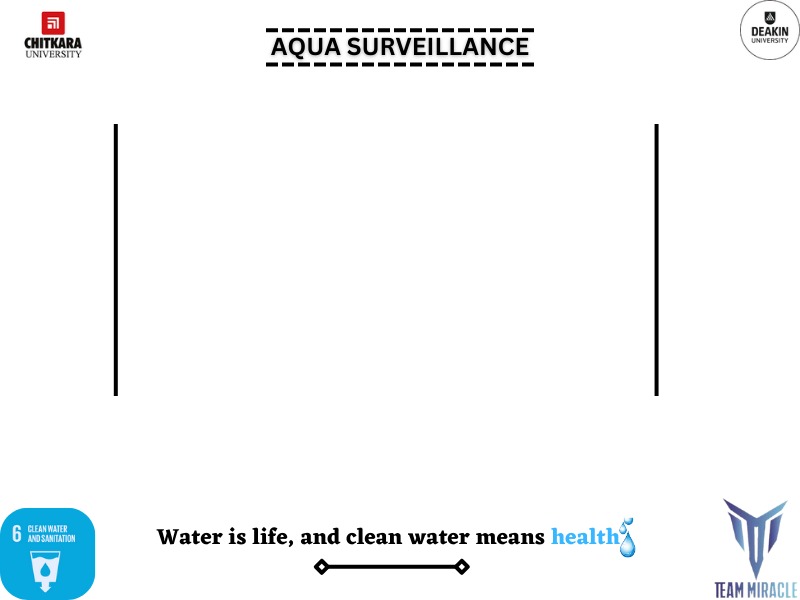 CHITKARA
UNIVERSITY
AQUA SURVEILLANCE
DEAKIN
UNIVERSITY
6 CLEAN WATER
AND SANITATION
Water is life, and clean water means health
TEAM MIRACLE